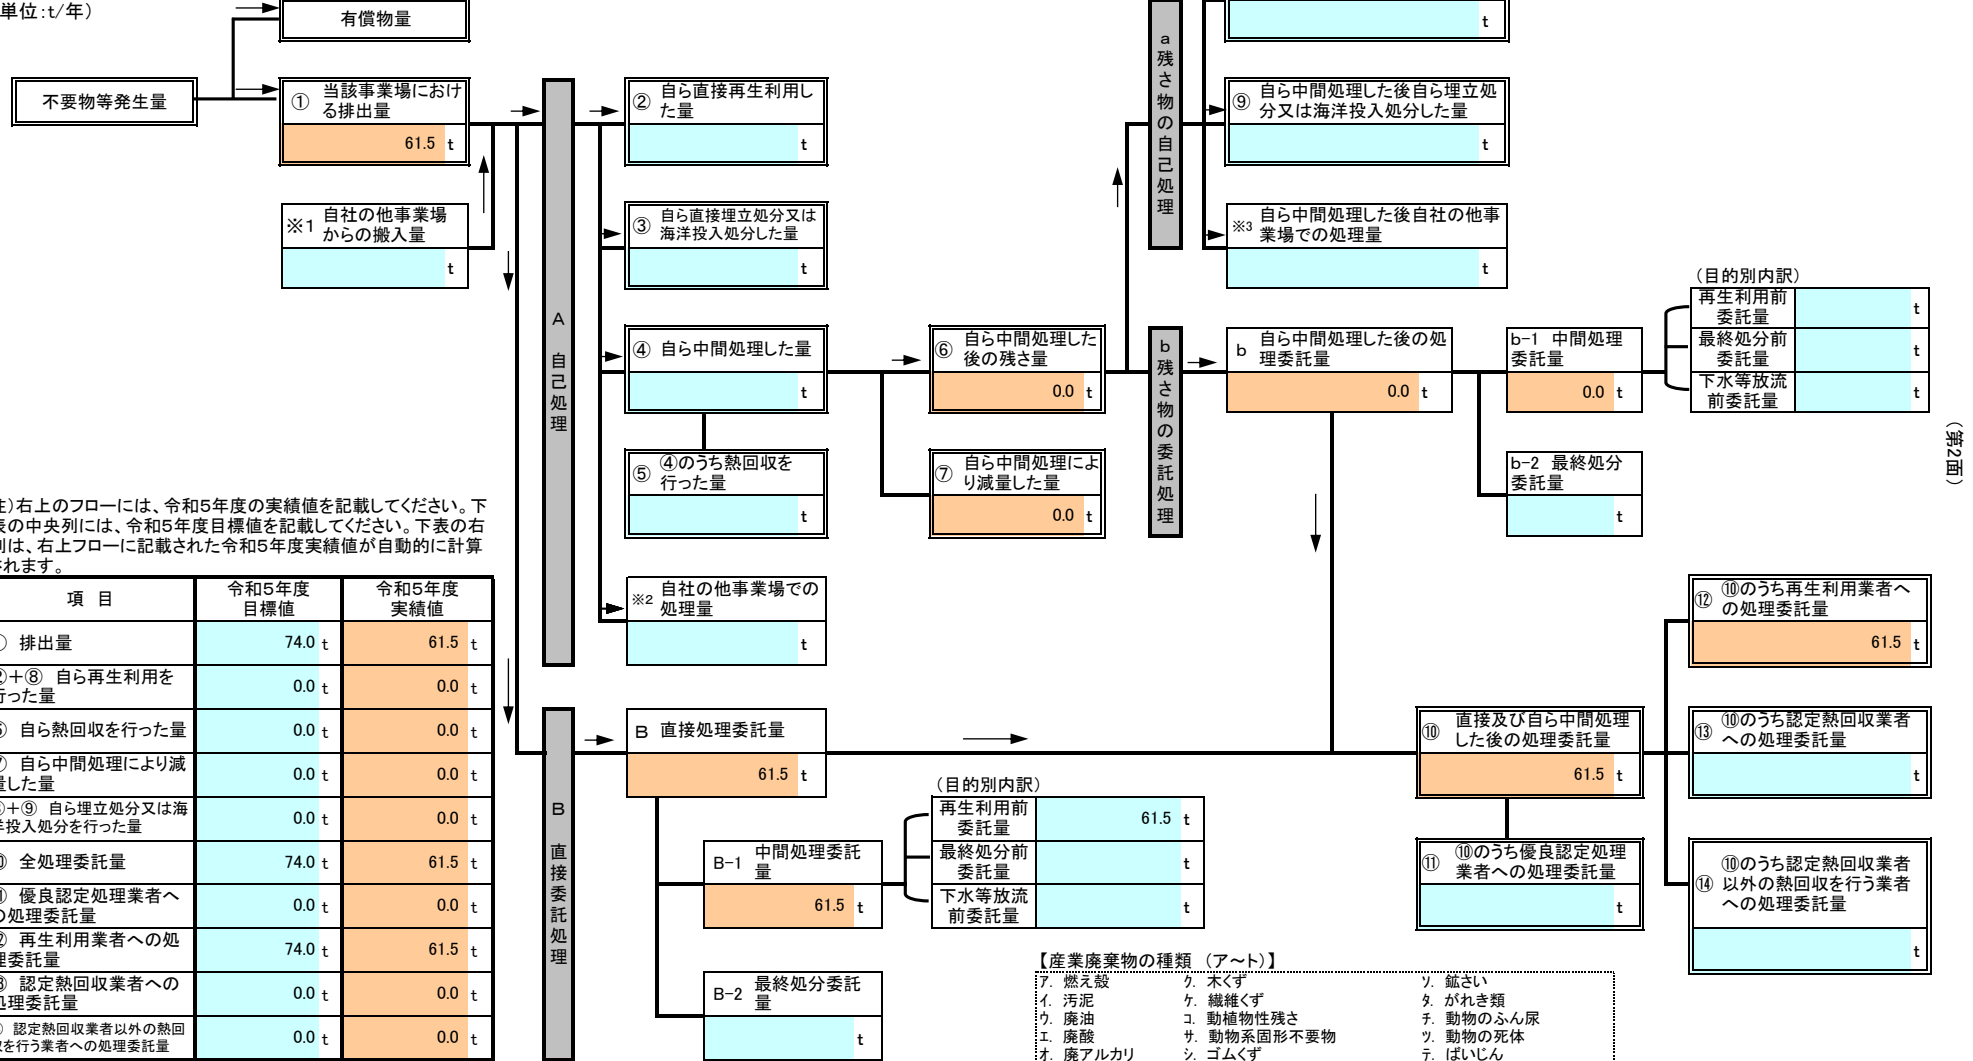 単位:t/年）
有償物量
t
不要物等発生量
① 当該事業場におけ
る排出量
61.5 t
※1 自社の他事業場
からの搬入量
t
A 自己処理
② 自ら直接再生利用し
た量
t
③ 自ら直接埋立処分又は
海洋投入処分した量
t
④ 自ら中間処理した量
t
⑤ ④のうち熱回収を
行った量
t
※2 自社の他事業場での
処理量
t
⑥ 自ら中間処理した
後の残さ量
0.0 t
⑦ 自ら中間処理によ
り減量した量
0.0 t
a 残さ物の自己処理
⑨ 自ら中間処理した後自ら埋立処
分又は海洋投入処分した量
t
※3 自ら中間処理した後自社の他事
業場での処理量
t
b 残さ物の委託処理
b 自ら中間処理した後の処
理委託量
0.0 t
b-1 中間処理
委託量
0.0 t
b-2 最終処分
委託量
t
（目的別内訳）
再生利用前
委託量
t
最終処分前
委託量
t
下水等放流
前委託量
t
（第2面）
注）右上のフローには、令和5年度の実績値を記載してください。下
表の中央列には、令和5年度目標値を記載してください。下表の右
列は、右上フローに記載された令和5年度実績値が自動的に計算
されます。
項 目
令和5年度
目標値
令和5年度
実績値
① 排出量 74.0 t 61.5 t
②+⑧ 自ら再生利用を
行った量 0.0 t 0.0 t
⑤ 自ら熱回収を行った量 0.0 t 0.0 t
⑦ 自ら中間処理により減
量した量 0.0 t 0.0 t
③+⑨ 自ら埋立処分又は海
洋投入処分を行った量 0.0 t 0.0 t
⑩ 全処理委託量 74.0 t 61.5 t
⑪ 優良認定処理業者へ
の処理委託量 0.0 t 0.0 t
⑫ 再生利用業者への処
理委託量 74.0 t 61.5 t
⑬ 認定熱回収業者への
処理委託量 0.0 t 0.0 t
⑭ 認定熱回収業者以外の熱回
収を行う業者への処理委託量 0.0 t 0.0 t
B 直接委託処理
B 直接処理委託量
61.5 t
B-1 中間処理委託
量
61.5 t
B-2 最終処分委託
量
t
（目的別内訳）
再生利用前
委託量
61.5 t
最終処分前
委託量
t
下水等放流
前委託量
t
⑩ 直接及び自ら中間処理
した後の処理委託量
61.5 t
⑪ ⑩のうち優良認定処理
業者への処理委託量
t
⑫ ⑩のうち再生利用業者へ
の処理委託量
61.5 t
⑬ ⑩のうち認定熱回収業者
への処理委託量
t
⑭ ⑩のうち認定熱回収業者
以外の熱回収を行う業者
への処理委託量
t
【産業廃棄物の種類 （ア～ト）】
ア. 燃え殻 ク. 木くず ソ. 鉱さい
イ. 汚泥 ケ. 繊維くず タ. がれき類
ウ. 廃油 コ. 動植物性残さ チ. 動物のふん尿
エ. 廃酸 サ. 動物系固形不要物 ツ. 動物の死体
オ. 廃アルカリ シ. ゴムくず テ. ばいじん